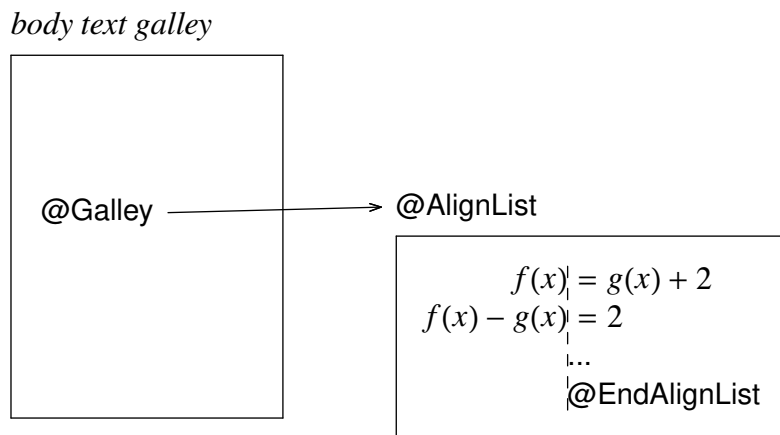 body text galley
@Galley
@AlignList
f(x) = g(x) + 2
f(x) − g(x) = 2
...
@EndAlignList